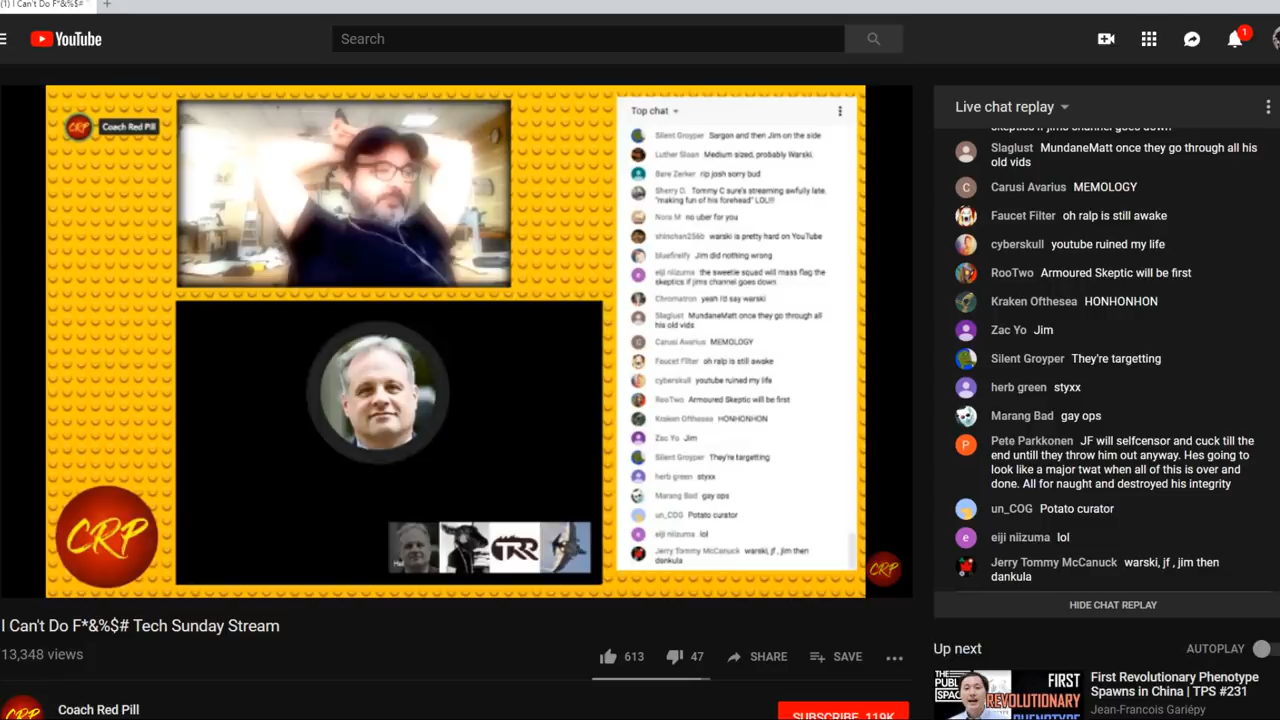 (1) I Can't Do F*&%$#
YouTube
Search
1
Coach Red Pill
CRP
Top chat
Silent Groyper Sargon and then Jim on the side
Luther Sloan Medium sized, probably Warski.
Bare Zerker rip josh sorry bud
Sherry D. Tommy C sure's streaming awfully late.
"making fun of his forehead" LOL!!!
Nora M no uber for you
shinchan256b warski is pretty hard on YouTube
bluefireify Jim did nothing wrong
eiji niizuma the sweetie squad will mass flag the
skeptics if jims channel goes down
Chromatron yeah I'd say warski
Slaglust MundaneMatt once they go through all
his old vids
Carusi Avarius MEMOLOGY
Faucet Filter oh ralp is still awake
cyberskull youtube ruined my life
RooTwo Armoured Skeptic will be first
Kraken Ofthesea HONHONHON
Zac Yo Jim
Silent Groyper They're targetting
herb green styxx
Marang Bad gay ops
un_COG Potato curator
eiji niizuma lol
Jerry Tommy McCanuck warski, jf , jim then
dankula
TRR
CRP
CRP
Live chat replay
skeptics if jims channel goes down
Slaglust MundaneMatt once they go through all his
old vids
Carusi Avarius MEMOLOGY
Faucet Filter oh ralp is still awake
cyberskull youtube ruined my life
RooTwo Armoured Skeptic will be first
Kraken Ofthesea HONHONHON
Zac Yo Jim
Silent Groyper They're targetting
herb green styxx
Marang Bad gay ops
Pete Parkkonen JF will selfcensor and cuck till the
end untill they throw him out anyway. Hes going to
look like a major twat when all of this is over and
done. All for naught and destroyed his integrity
un_COG Potato curator
eiji niizuma lol
Jerry Tommy McCanuck warski, jf , jim then
dankula
HIDE CHAT REPLAY
I Can't Do F*&%$# Tech Sunday Stream
13,348 views
613
47
SHARE
SAVE
Coach Red Pill
SUBSCRIBE 119K
Up next
AUTOPLAY
THE
PUBL
SPAC
FIRST
REVOLUTIONARY
PHENOTYPE
First Revolutionary Phenotype
Spawns in China | TPS #231
Jean-Francois Gariépy